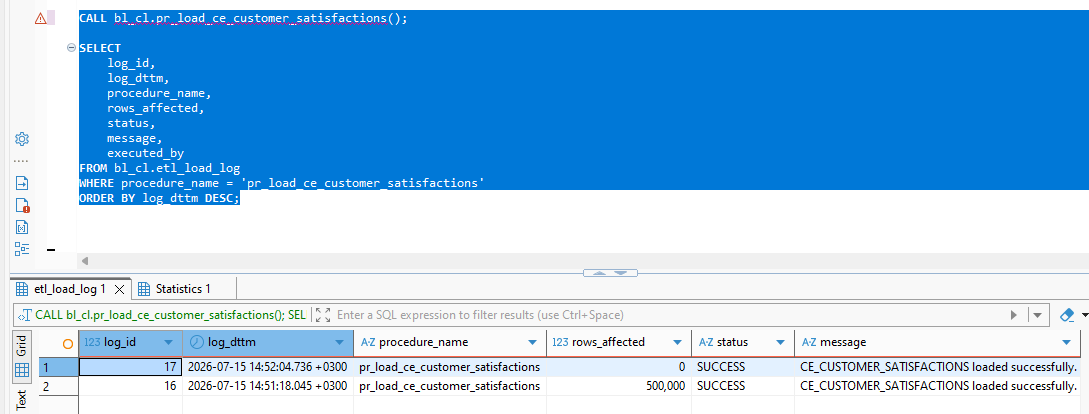 CALL bl_cl.pr_load_ce_customer_satisfactions();
SELECT
log_id,
log_dttm,
procedure_name,
rows_affected,
status,
message,
executed_by
FROM bl_cl.etl_load_log
WHERE procedure_name = 'pr_load_ce_customer_satisfactions'
ORDER BY log_dttm DESC;
etl_load_log 1 Statistics 1
CALL bl_cl.pr_load_ce_customer_satisfactions(); SEL Enter a SQL expression to filter results (use Ctrl+Space)
Grid
Text
123 log_id log_dttm A-Z procedure_name 123 rows_affected A-Z status A-Z message
1 17 2026-07-15 14:52:04.736 +0300 pr_load_ce_customer_satisfactions 0 SUCCESS CE_CUSTOMER_SATISFACTIONS loaded successfully.
2 16 2026-07-15 14:51:18.045 +0300 pr_load_ce_customer_satisfactions 500,000 SUCCESS CE_CUSTOMER_SATISFACTIONS loaded successfully.